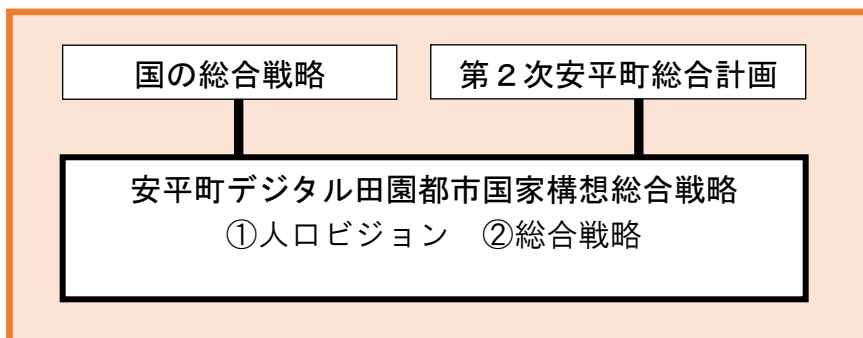 国の総合戦略
第２次安平町総合計画
安平町デジタル田園都市国家構想総合戦略
①人口ビジョン　②総合戦略